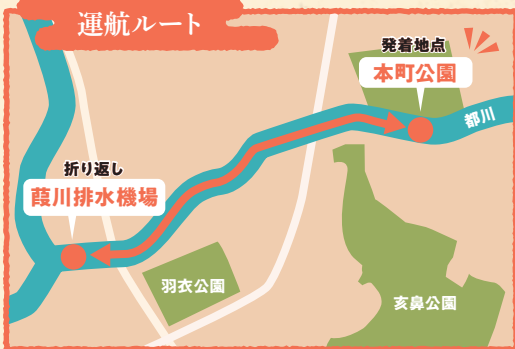 運航ルート
発着地点
本町公園
都川
折り返し
葭川排水機場
羽衣公園
亥鼻公園